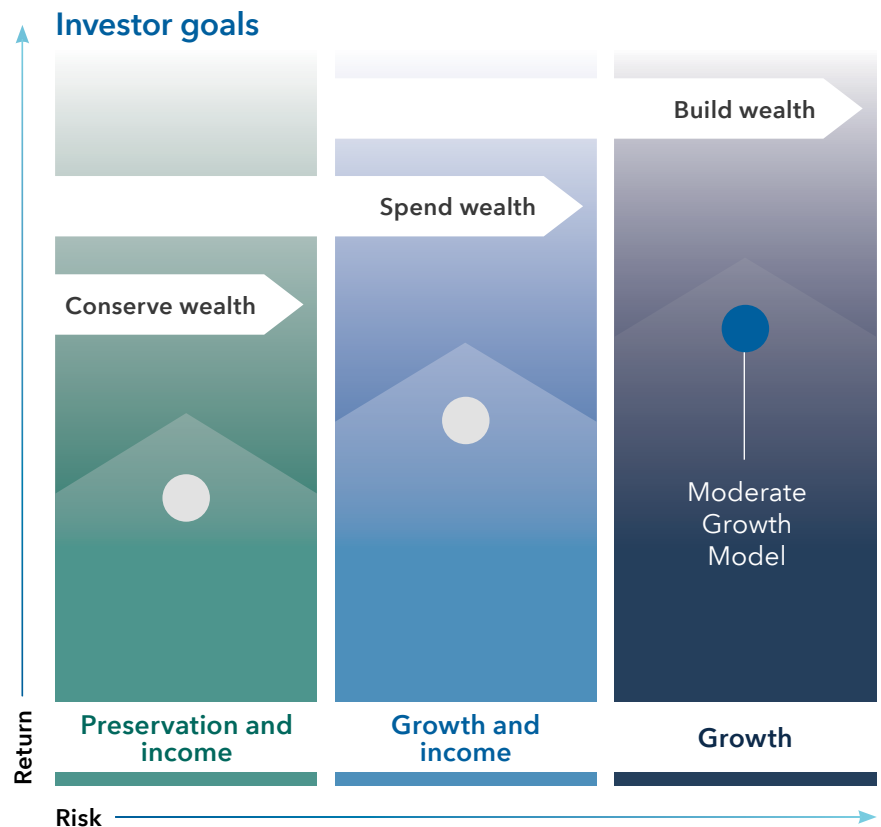 Investor goals
Build wealth
Spend wealth
Conserve wealth
Moderate
Growth
Model
Return
Preservation and
income
Growth and
income
Growth
Risk